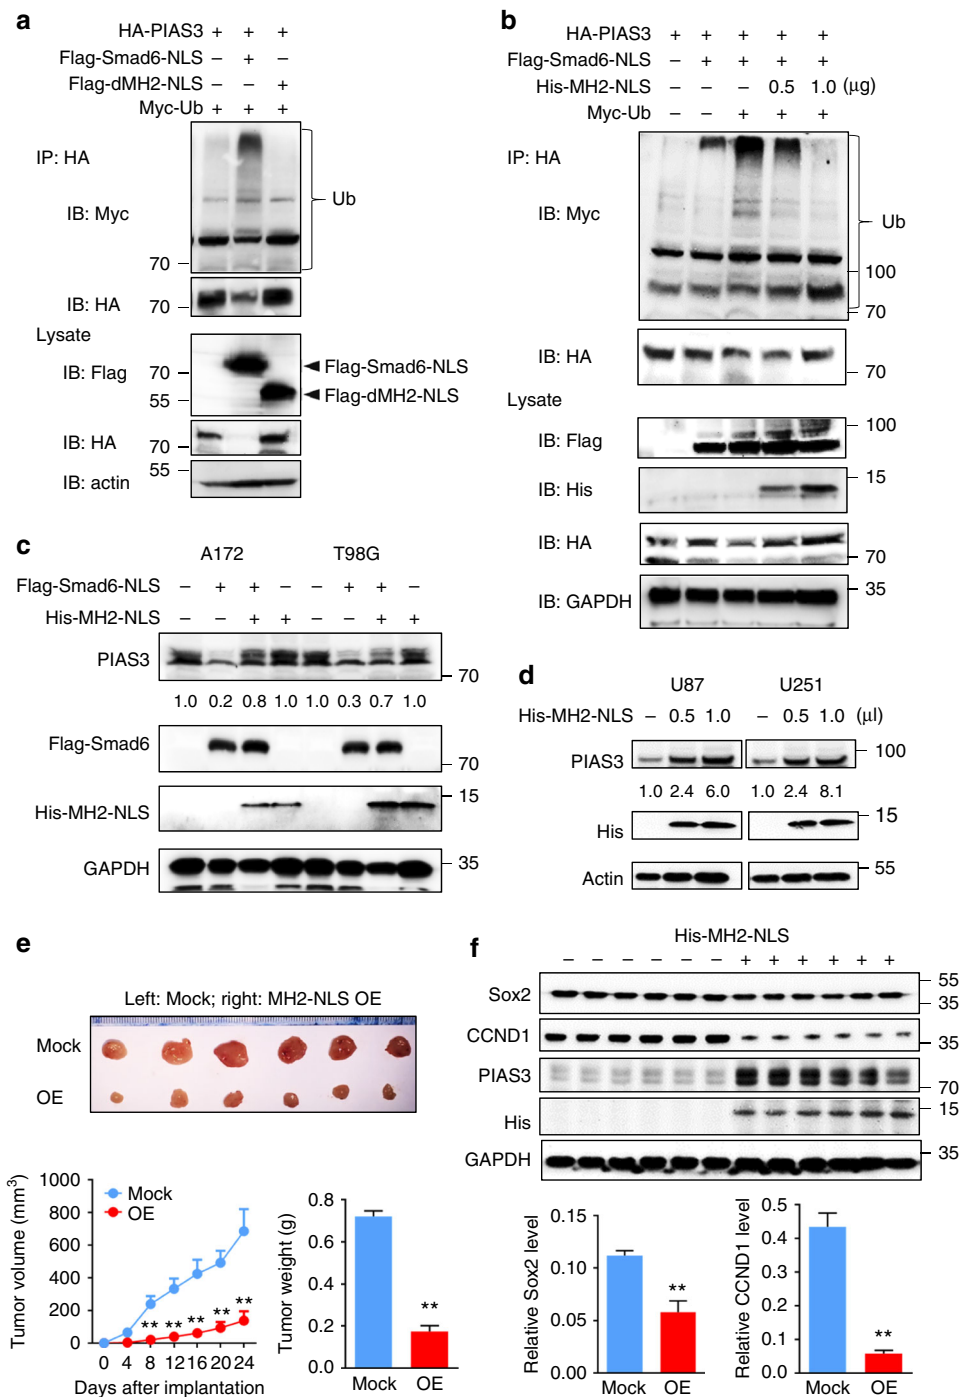 a
HA-PIAS3 + + +
Flag-Smad6-NLS – + –
Flag-dMH2-NLS – – +
Myc-Ub + + +
IP: HA
IB: Myc
Ub
70
IB: HA 70
Lysate
IB: Flag 70
55
Flag-Smad6-NLS
Flag-dMH2-NLS
IB: HA 70
55
IB: actin
b
HA-PIAS3 + + + + +
Flag-Smad6-NLS – + + + +
His-MH2-NLS – – – 0.5 1.0 (μg)
Myc-Ub – – + + +
IP: HA
IB: Myc
Ub
100
70
IB: HA
70
Lysate
IB: Flag 100
IB: His 15
IB: HA
70
IB: GAPDH 35
c
A172 T98G
Flag-Smad6-NLS – + + – – + + –
His-MH2-NLS – – + + – – + +
PIAS3
70
1.0 0.2 0.8 1.0 1.0 0.3 0.7 1.0
Flag-Smad6
70
His-MH2-NLS 15
GAPDH 35
d
U87 U251
His-MH2-NLS – 0.5 1.0 – 0.5 1.0 (μl)
PIAS3 100
1.0 2.4 6.0 1.0 2.4 8.1
His 15
Actin 55
e
Left: Mock; right: MH2-NLS OE
Mock
OE
Tumor volume (mm3)
1000
800
600
400
200
0
Mock
OE
** ** ** ** **
0 4 8 12 16 20 24
Days after implantation
Tumor weight (g)
0.8
0.6
0.4
0.2
0.0
**
Mock OE
f
His-MH2-NLS
– – – – – – + + + + + +
Sox2 55
35
CCND1 35
PIAS3
70
His 15
GAPDH 35
Relative Sox2 level
0.15
0.10
0.05
0.00
**
Mock OE
Relative CCND1 level
0.5
0.4
0.3
0.2
0.1
0.0
**
Mock OE